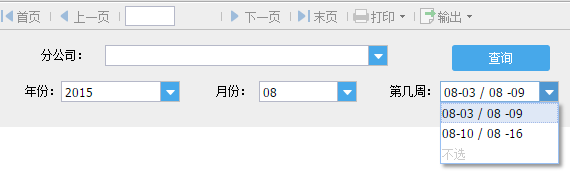 首页 上一页 下一页 末页 打印 输出
分公司： 查询
年份： 2015 月份： 08 第几周： 08-03 / 08 -09
08-03 / 08 -09
08-10 / 08 -16
不选